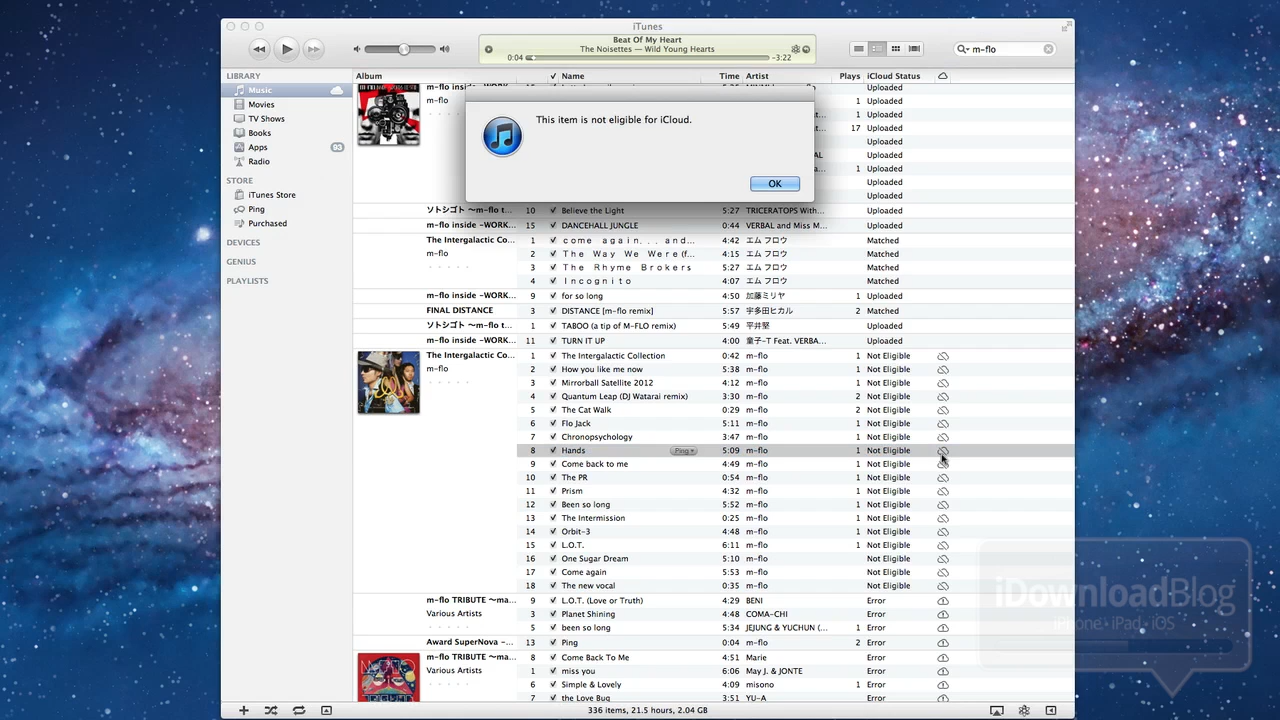 iTunes
Beat Of My Heart
The Noisettes — Wild Young Hearts
0:04
-3:22
m-flo
LIBRARY
Music
Movies
TV Shows
Books
Apps 93
Radio
STORE
iTunes Store
Ping
Purchased
DEVICES
GENIUS
PLAYLISTS
Album Name Time Artist Plays iCloud Status
This item is not eligible for iCloud.
OK
m-flo inside -WORK...
m-flo
Uploaded
1 Uploaded
1 Uploaded
17 Uploaded
Uploaded
Uploaded
1 Uploaded
Uploaded
Uploaded
ソトシゴト 〜m-flo t... 10 Believe the Light 5:27 TRICERATOPS With... Uploaded
m-flo inside -WORK... 15 DANCEHALL JUNGLE 0:44 VERBAL and Miss M... Uploaded
The Intergalactic Co... 1 ｃｏｍｅ ａｇａｉｎ．．．ａｎｄ... 4:42 エム フロウ Matched
m-flo 2 Ｔｈｅ Ｗａｙ Ｗｅ Ｗｅｒｅ（f... 4:15 エム フロウ Matched
3 Ｔｈｅ Ｒｈｙｍｅ Ｂｒｏｋｅｒｓ 5:27 エム フロウ Matched
4 Ｉｎｃｏｇｎｉｔｏ 4:07 エム フロウ Matched
m-flo inside -WORK... 9 for so long 4:50 加藤ミリヤ 1 Uploaded
FINAL DISTANCE 3 DISTANCE [m-flo remix] 5:57 宇多田ヒカル 2 Matched
ソトシゴト 〜m-flo t... 1 TABOO (a tip of M-FLO remix) 5:49 平井堅 Uploaded
m-flo inside -WORK... 11 TURN IT UP 4:00 童子-T Feat. VERBA... Uploaded
The Intergalactic Co... 1 The Intergalactic Collection 0:42 m-flo 1 Not Eligible
m-flo 2 How you like me now 5:38 m-flo 1 Not Eligible
3 Mirrorball Satellite 2012 4:12 m-flo 1 Not Eligible
4 Quantum Leap (DJ Watarai remix) 3:30 m-flo 2 Not Eligible
5 The Cat Walk 0:29 m-flo 2 Not Eligible
6 Flo Jack 5:11 m-flo 1 Not Eligible
7 Chronopsychology 3:47 m-flo 1 Not Eligible
8 Hands Ping 5:09 m-flo 1 Not Eligible
9 Come back to me 4:49 m-flo 1 Not Eligible
10 The PR 0:54 m-flo 1 Not Eligible
11 Prism 4:32 m-flo 1 Not Eligible
12 Been so long 5:01 m-flo 1 Not Eligible
13 The Intermission 0:25 m-flo 1 Not Eligible
14 Orbit-3 4:48 m-flo 1 Not Eligible
15 L.O.T. 6:11 m-flo 1 Not Eligible
16 One Sugar Dream 5:10 m-flo 1 Not Eligible
17 Come again 5:53 m-flo 1 Not Eligible
18 The new vocal 0:35 m-flo 1 Not Eligible
m-flo TRIBUTE 〜ma... 9 L.O.T. (Love or Truth) 4:29 BENI Error
Various Artists 3 Planet Shining 4:48 COMA-CHI Error
5 been so long 5:34 JEJUNG & YUCHUN (... 1 Error
Award SuperNova -... 13 Ping 0:04 m-flo 2 Error
m-flo TRIBUTE 〜ma... 8 Come Back To Me 4:51 Marie Error
Various Artists 1 miss you 4:06 May J. & JONTE Error
6 Simple & Lovely 4:09 misono 1 Error
7 the Love Bug 3:51 YU-A Error
336 items, 21.5 hours, 2.04 GB
iDownloadBlog
iPhone · iPad · iOS